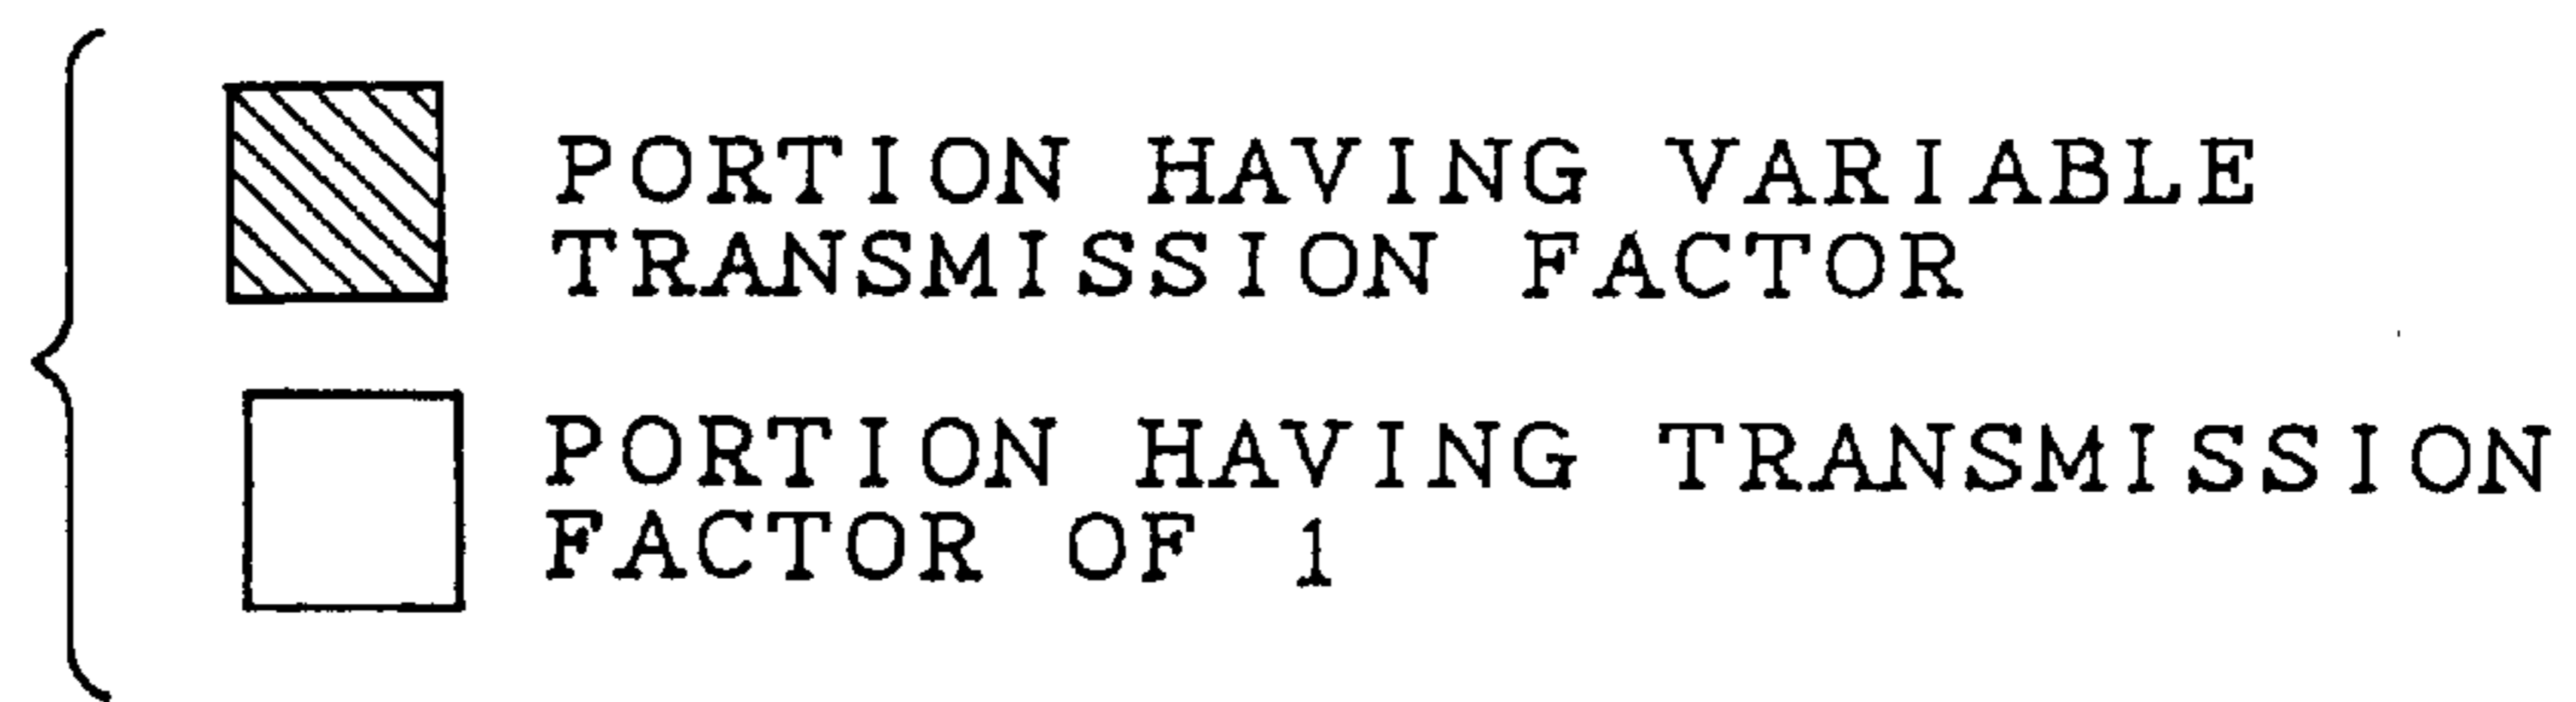 PORTION HAVING VARIABLE
TRANSMISSION FACTOR
PORTION HAVING TRANSMISSION
FACTOR OF 1